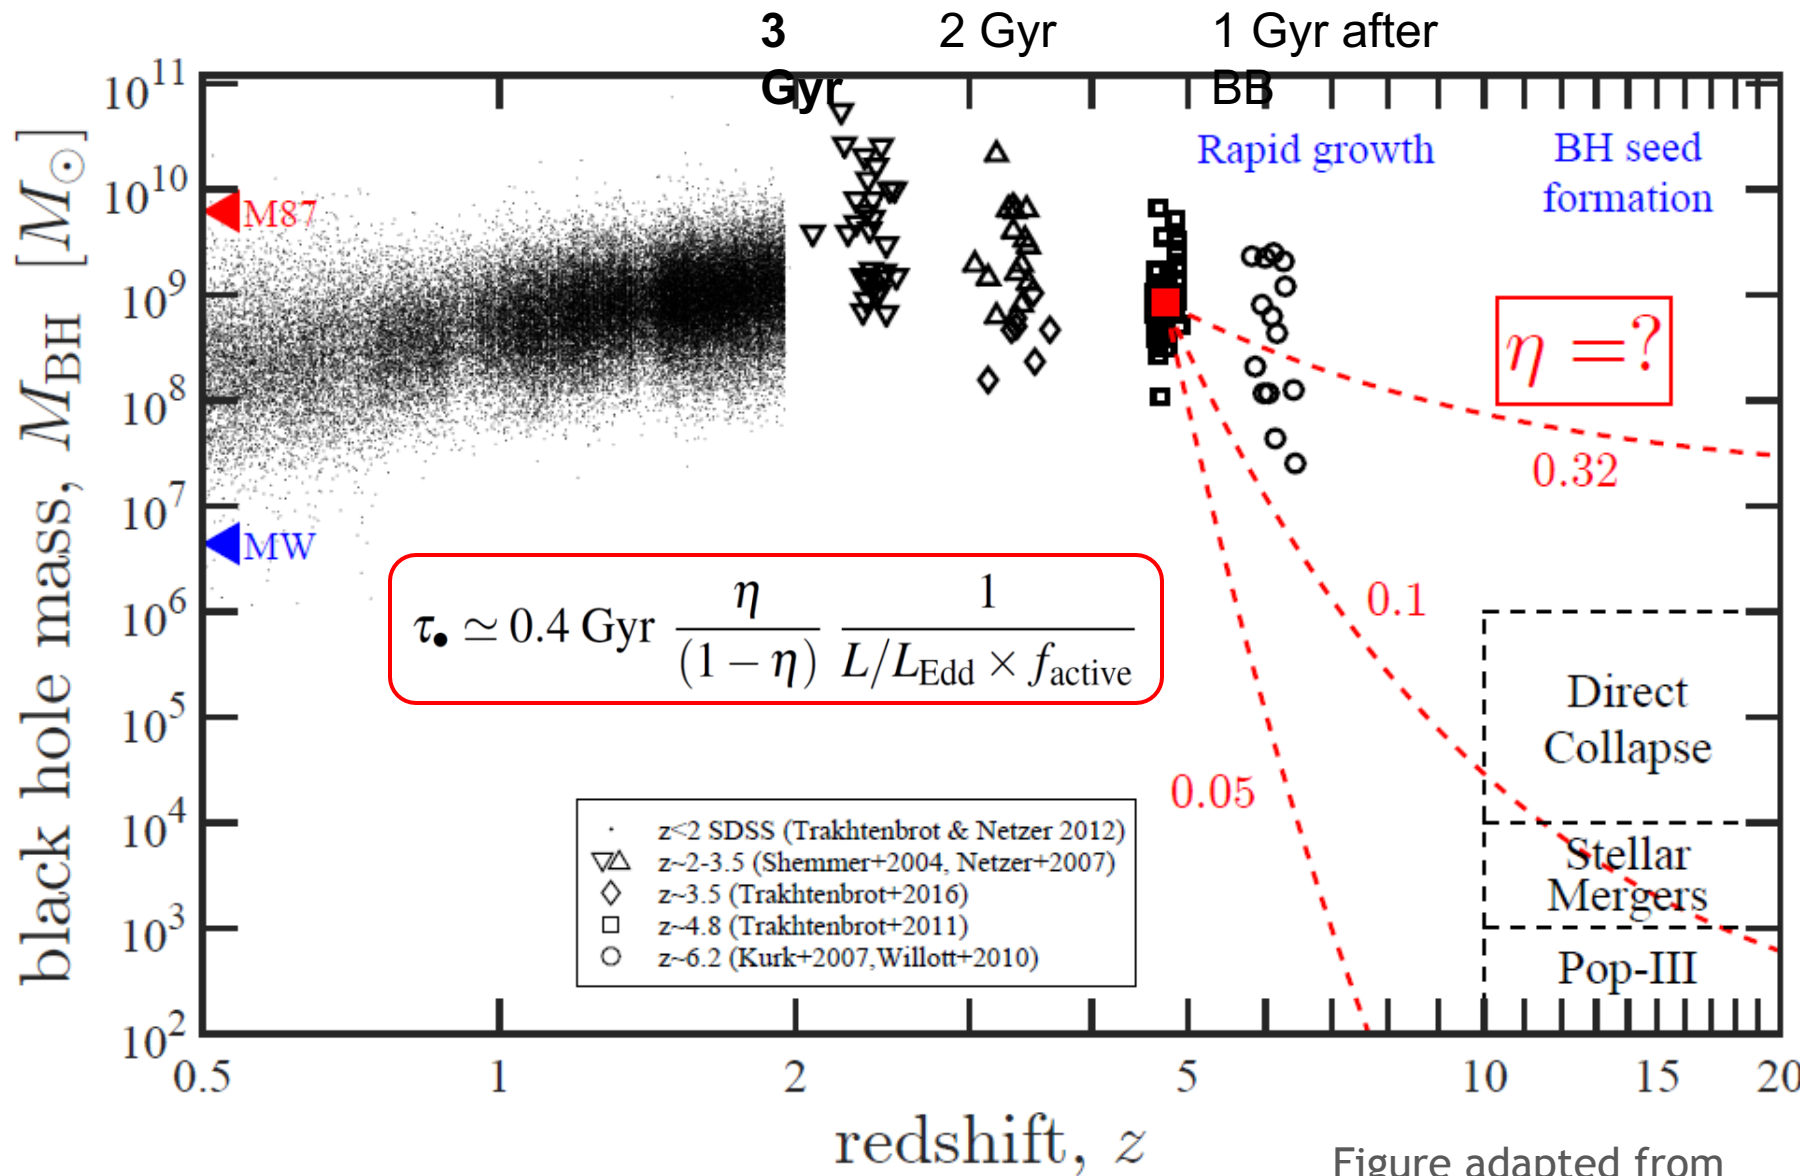 3 Gyr
2 Gyr
1 Gyr after BB
10^11
10^10
10^9
10^8
10^7
10^6
10^5
10^4
10^3
10^2
black hole mass, M_BH [M_⊙]
M87
MW
Rapid growth
BH seed
formation
η =?
0.32
0.1
0.05
τ_• ≃ 0.4 Gyr η/(1 − η) 1/(L/L_Edd × f_active)
Direct
Collapse
Stellar
Mergers
Pop-III
z<2 SDSS (Trakhtenbrot & Netzer 2012)
z~2-3.5 (Shemmer+2004, Netzer+2007)
z~3.5 (Trakhtenbrot+2016)
z~4.8 (Trakhtenbrot+2011)
z~6.2 (Kurk+2007,Willott+2010)
0.5 1 2 5 10 15 20
redshift, z
Figure adapted from